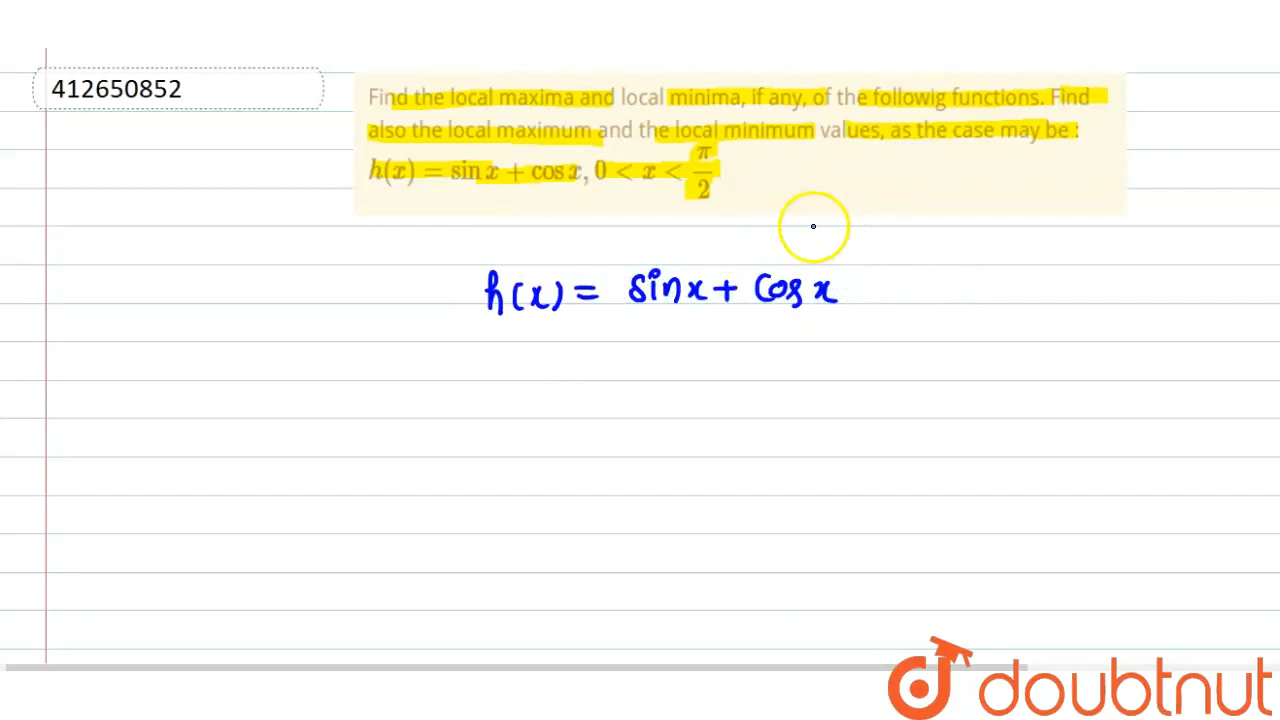 412650852
Find the local maxima and local minima, if any, of the followig functions. Find
also the local maximum and the local minimum values, as the case may be :
h(x) = sin x + cos x, 0 < x < π/2
h(x) = sinx + cos x
doubtnut